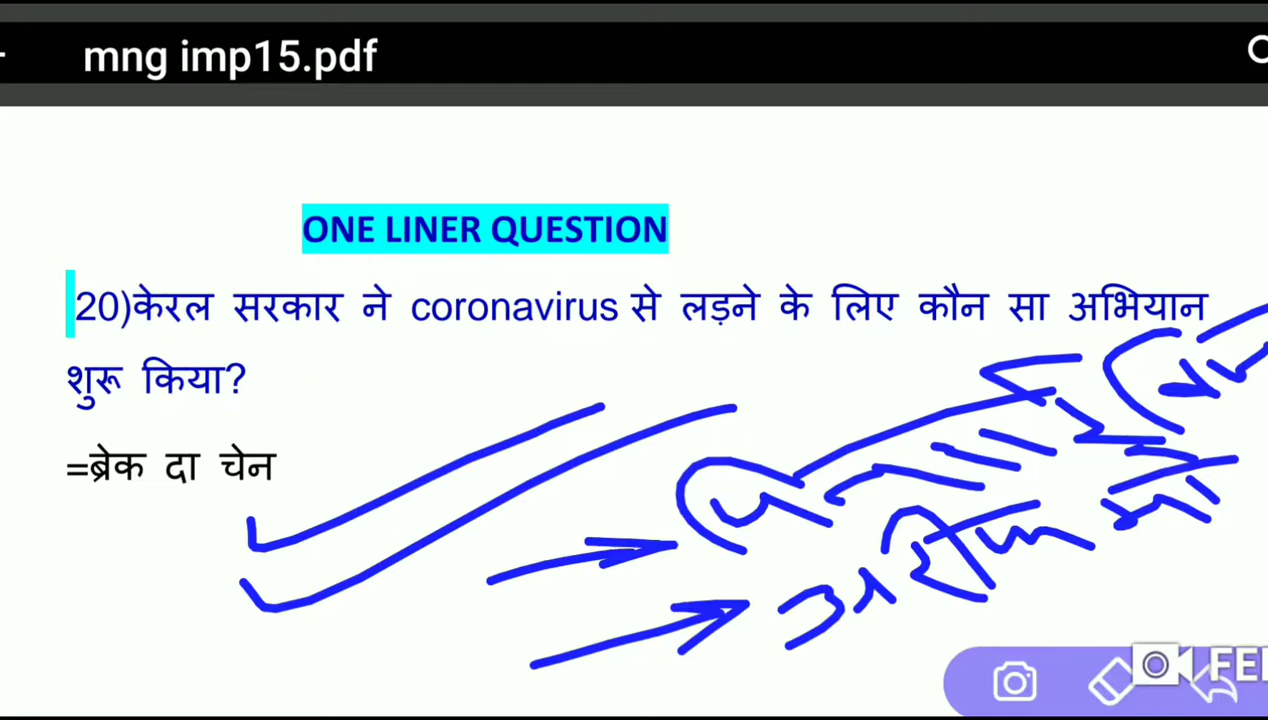 mng imp15.pdf
ONE LINER QUESTION
20)केरल सरकार ने coronavirus से लड़ने के लिए कौन सा अभियान
शुरू किया?
=ब्रेक दा चेन